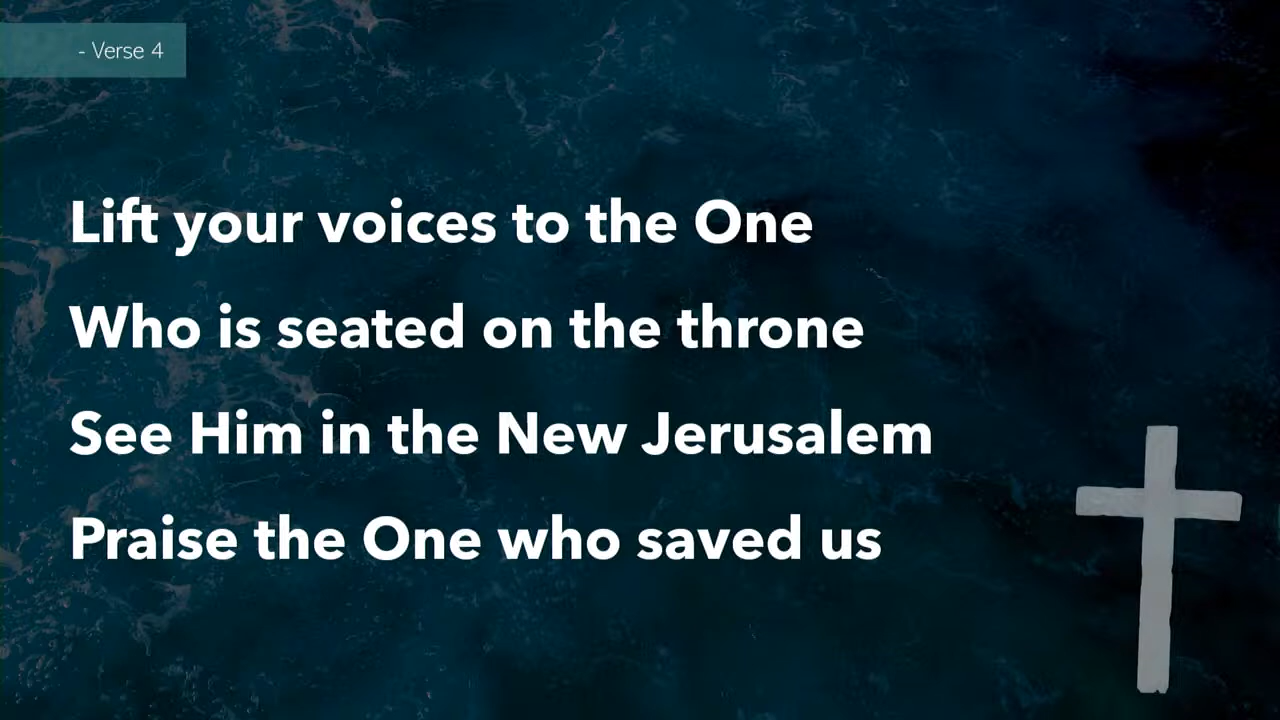 - Verse 4
Lift your voices to the One
Who is seated on the throne
See Him in the New Jerusalem
Praise the One who saved us